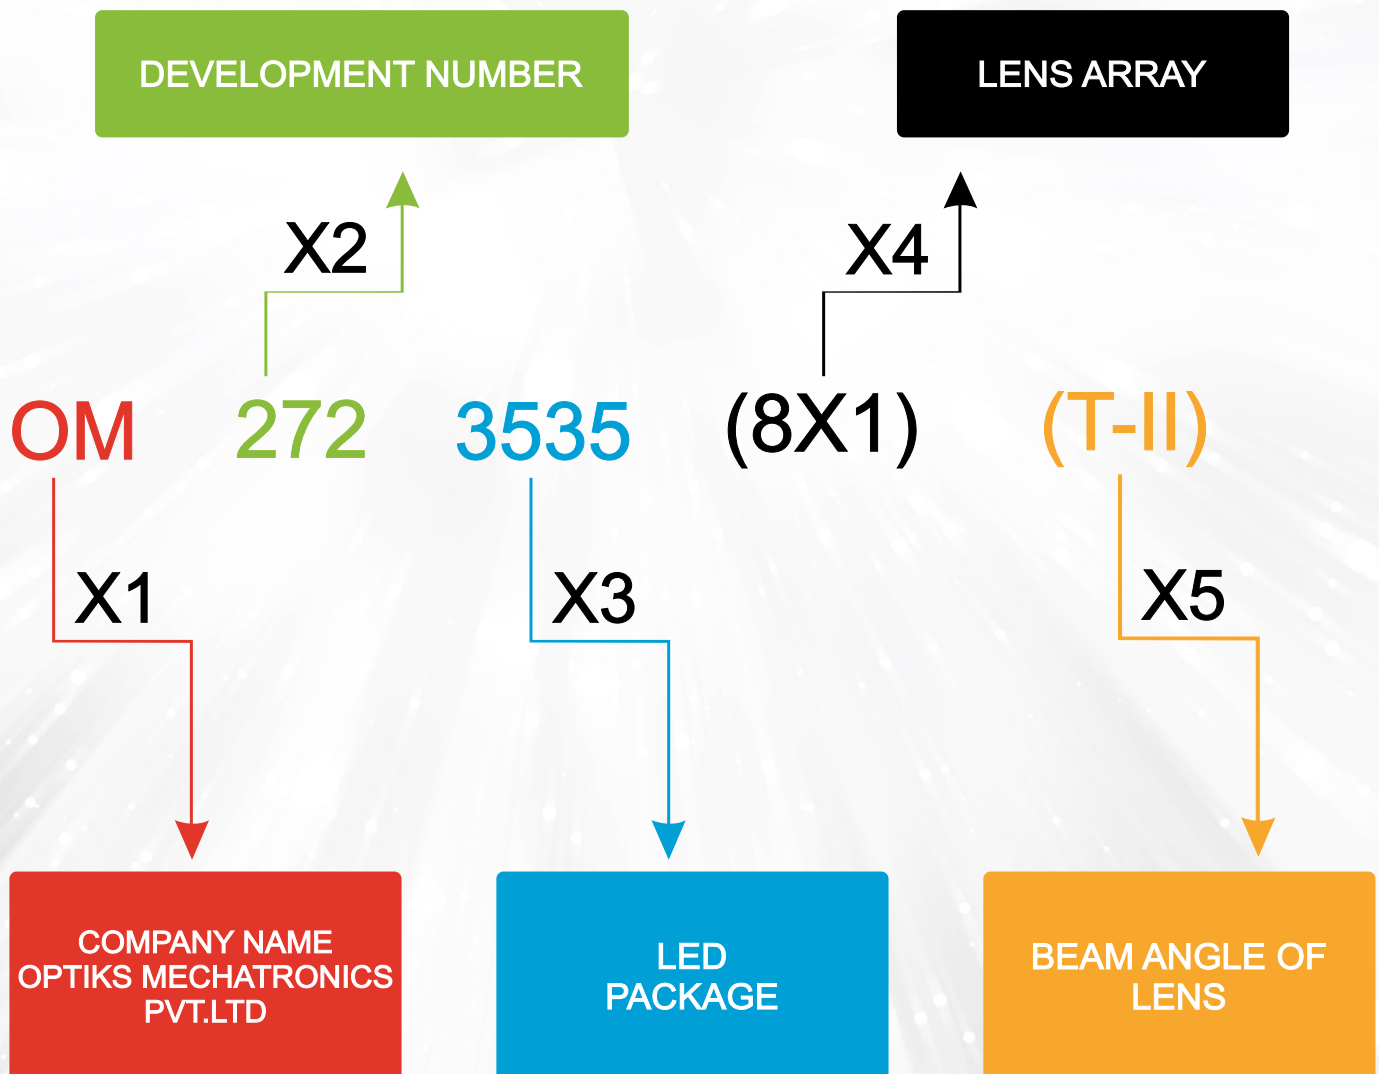 DEVELOPMENT NUMBER
LENS ARRAY
X2
X4
OM 272 3535 (8X1) (T-II)
X1
X3
X5
COMPANY NAME
OPTIKS MECHATRONICS
PVT.LTD
LED
PACKAGE
BEAM ANGLE OF
LENS